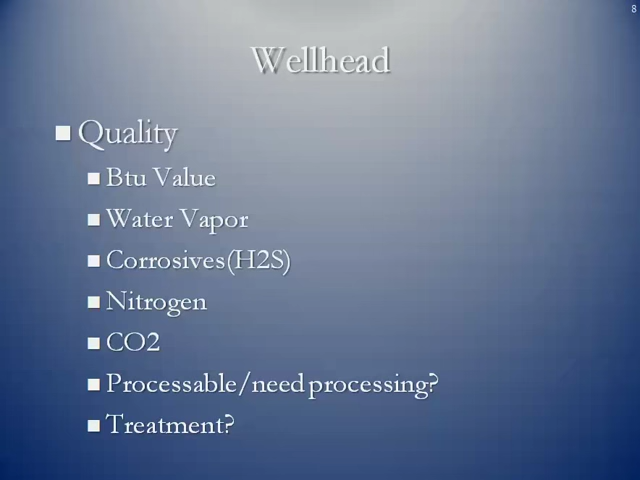 8
Wellhead
Quality
Btu Value
Water Vapor
Corrosives(H2S)
Nitrogen
CO2
Processable/need processing?
Treatment?